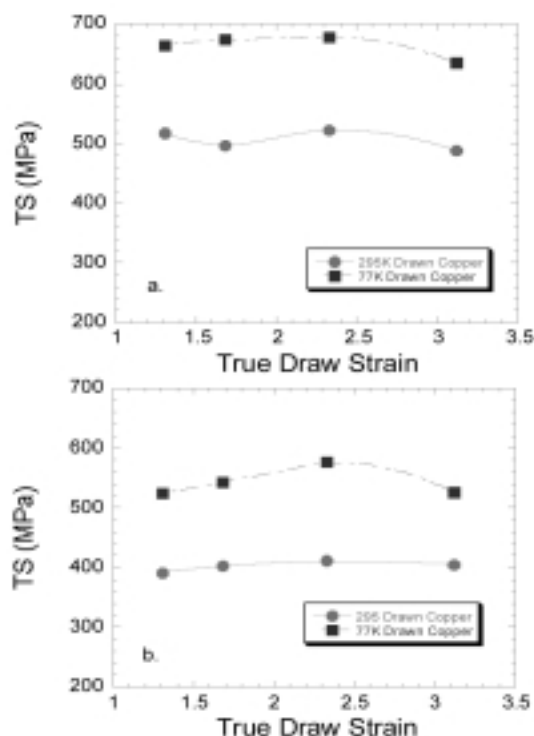 700
600
500
400
300
200
TS (MPa)
295K Drawn Copper
77K Drawn Copper
a.
1 1.5 2 2.5 3 3.5
True Draw Strain
700
600
500
400
300
200
TS (MPa)
295 Drawn Copper
77K Drawn Copper
b.
1 1.5 2 2.5 3 3.5
True Draw Strain